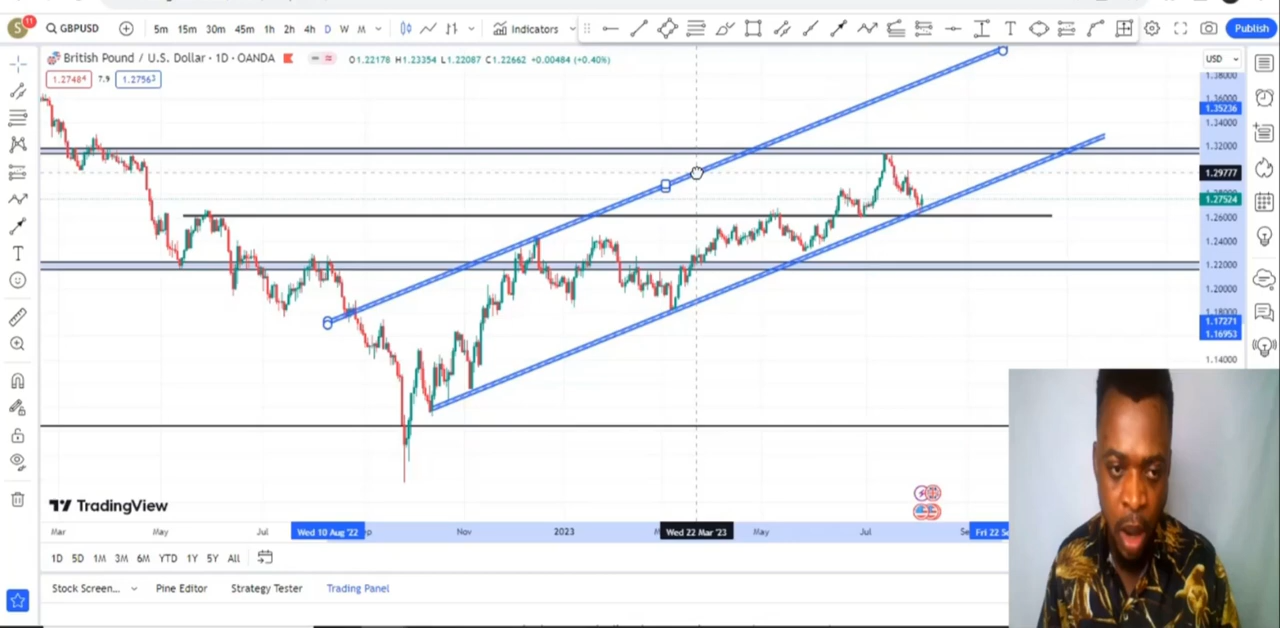 S 11 GBPUSD 5m 15m 30m 45m 1h 2h 4h D W M Indicators Publish
British Pound / U.S. Dollar · 1D · OANDA O1.22178 H1.23354 L1.22087 C1.22662 +0.00484 (+0.40%) USD
1.27484 7.9 1.27563
1.38000
1.36000
1.35236
1.34000
1.32000
1.29777
1.27524
1.26000
1.24000
1.22000
1.20000
1.18000
1.17271
1.16953
1.14000
TradingView
Mar May Jul Wed 10 Aug '22 Nov 2023 Wed 22 Mar '23 May Jul Fri 22 Se
1D 5D 1M 3M 6M YTD 1Y 5Y All
Stock Screen... Pine Editor Strategy Tester Trading Panel